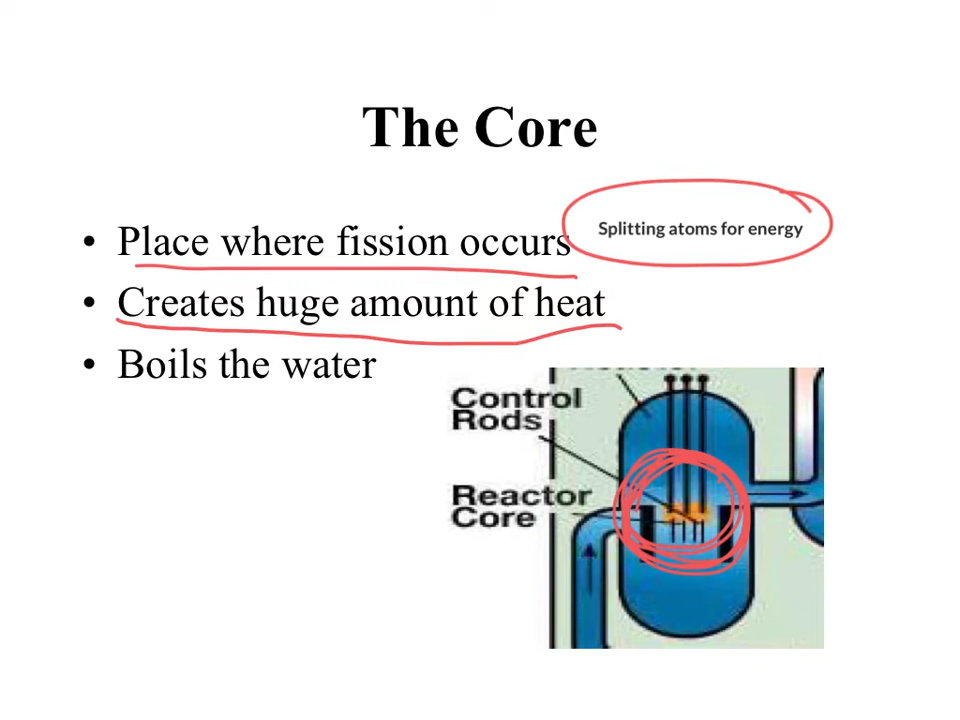 The Core
• Place where fission occurs
Splitting atoms for energy
• Creates huge amount of heat
• Boils the water
Control
Rods
Reactor
Core